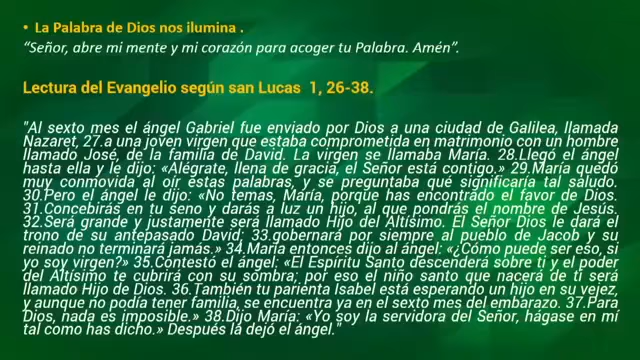 • La Palabra de Dios nos ilumina .
“Señor, abre mi mente y mi corazón para acoger tu Palabra. Amén”.
Lectura del Evangelio según san Lucas 1, 26-38.
"Al sexto mes el ángel Gabriel fue enviado por Dios a una ciudad de Galilea, llamada
Nazaret, 27.a una joven virgen que estaba comprometida en matrimonio con un hombre
llamado José, de la familia de David. La virgen se llamaba María. 28.Llegó el ángel
hasta ella y le dijo: «Alégrate, llena de gracia, el Señor está contigo.» 29.María quedó
muy conmovida al oír estas palabras, y se preguntaba qué significaría tal saludo.
30.Pero el ángel le dijo: «No temas, María, porque has encontrado el favor de Dios.
31.Concebirás en tu seno y darás a luz un hijo, al que pondrás el nombre de Jesús.
32.Será grande y justamente será llamado Hijo del Altísimo. El Señor Dios le dará el
trono de su antepasado David; 33.gobernará por siempre al pueblo de Jacob y su
reinado no terminará jamás.» 34.María entonces dijo al ángel: «¿Cómo puede ser eso, si
yo soy virgen?» 35.Contestó el ángel: «El Espíritu Santo descenderá sobre ti y el poder
del Altísimo te cubrirá con su sombra; por eso el niño santo que nacerá de ti será
llamado Hijo de Dios. 36.También tu parienta Isabel está esperando un hijo en su vejez,
y aunque no podía tener familia, se encuentra ya en el sexto mes del embarazo. 37.Para
Dios, nada es imposible.» 38.Dijo María: «Yo soy la servidora del Señor, hágase en mí
tal como has dicho.» Después la dejó el ángel."